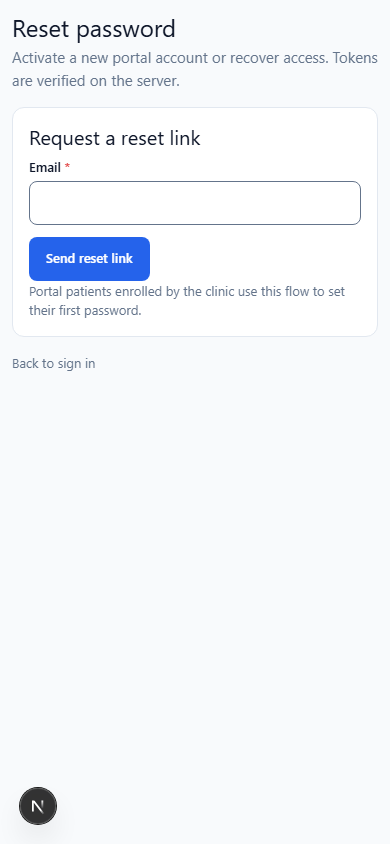 Reset password
Activate a new portal account or recover access. Tokens
are verified on the server.
Request a reset link
Email *
Send reset link
Portal patients enrolled by the clinic use this flow to set
their first password.
Back to sign in
N